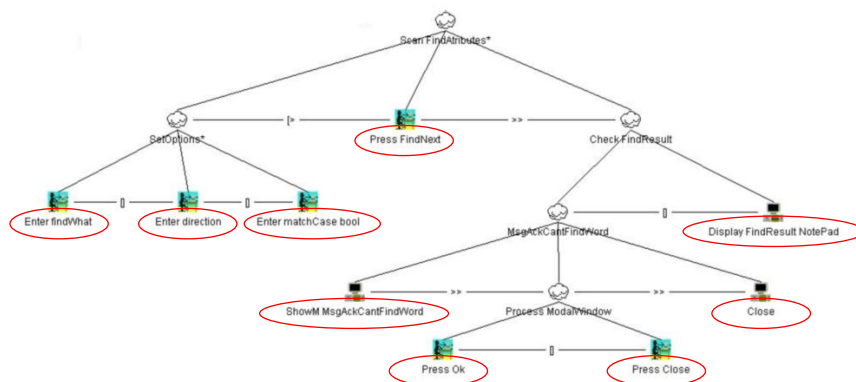 Scan FindAtributes*
SetOptions* [> Press FindNext >> Check FindResult
Enter findWhat [] Enter direction [] Enter matchCase bool
MsgAckCantFindWord [] Display FindResult NotePad
ShowM MsgAckCantFindWord >> Process ModalWindow >> Close
Press Ok [] Press Close